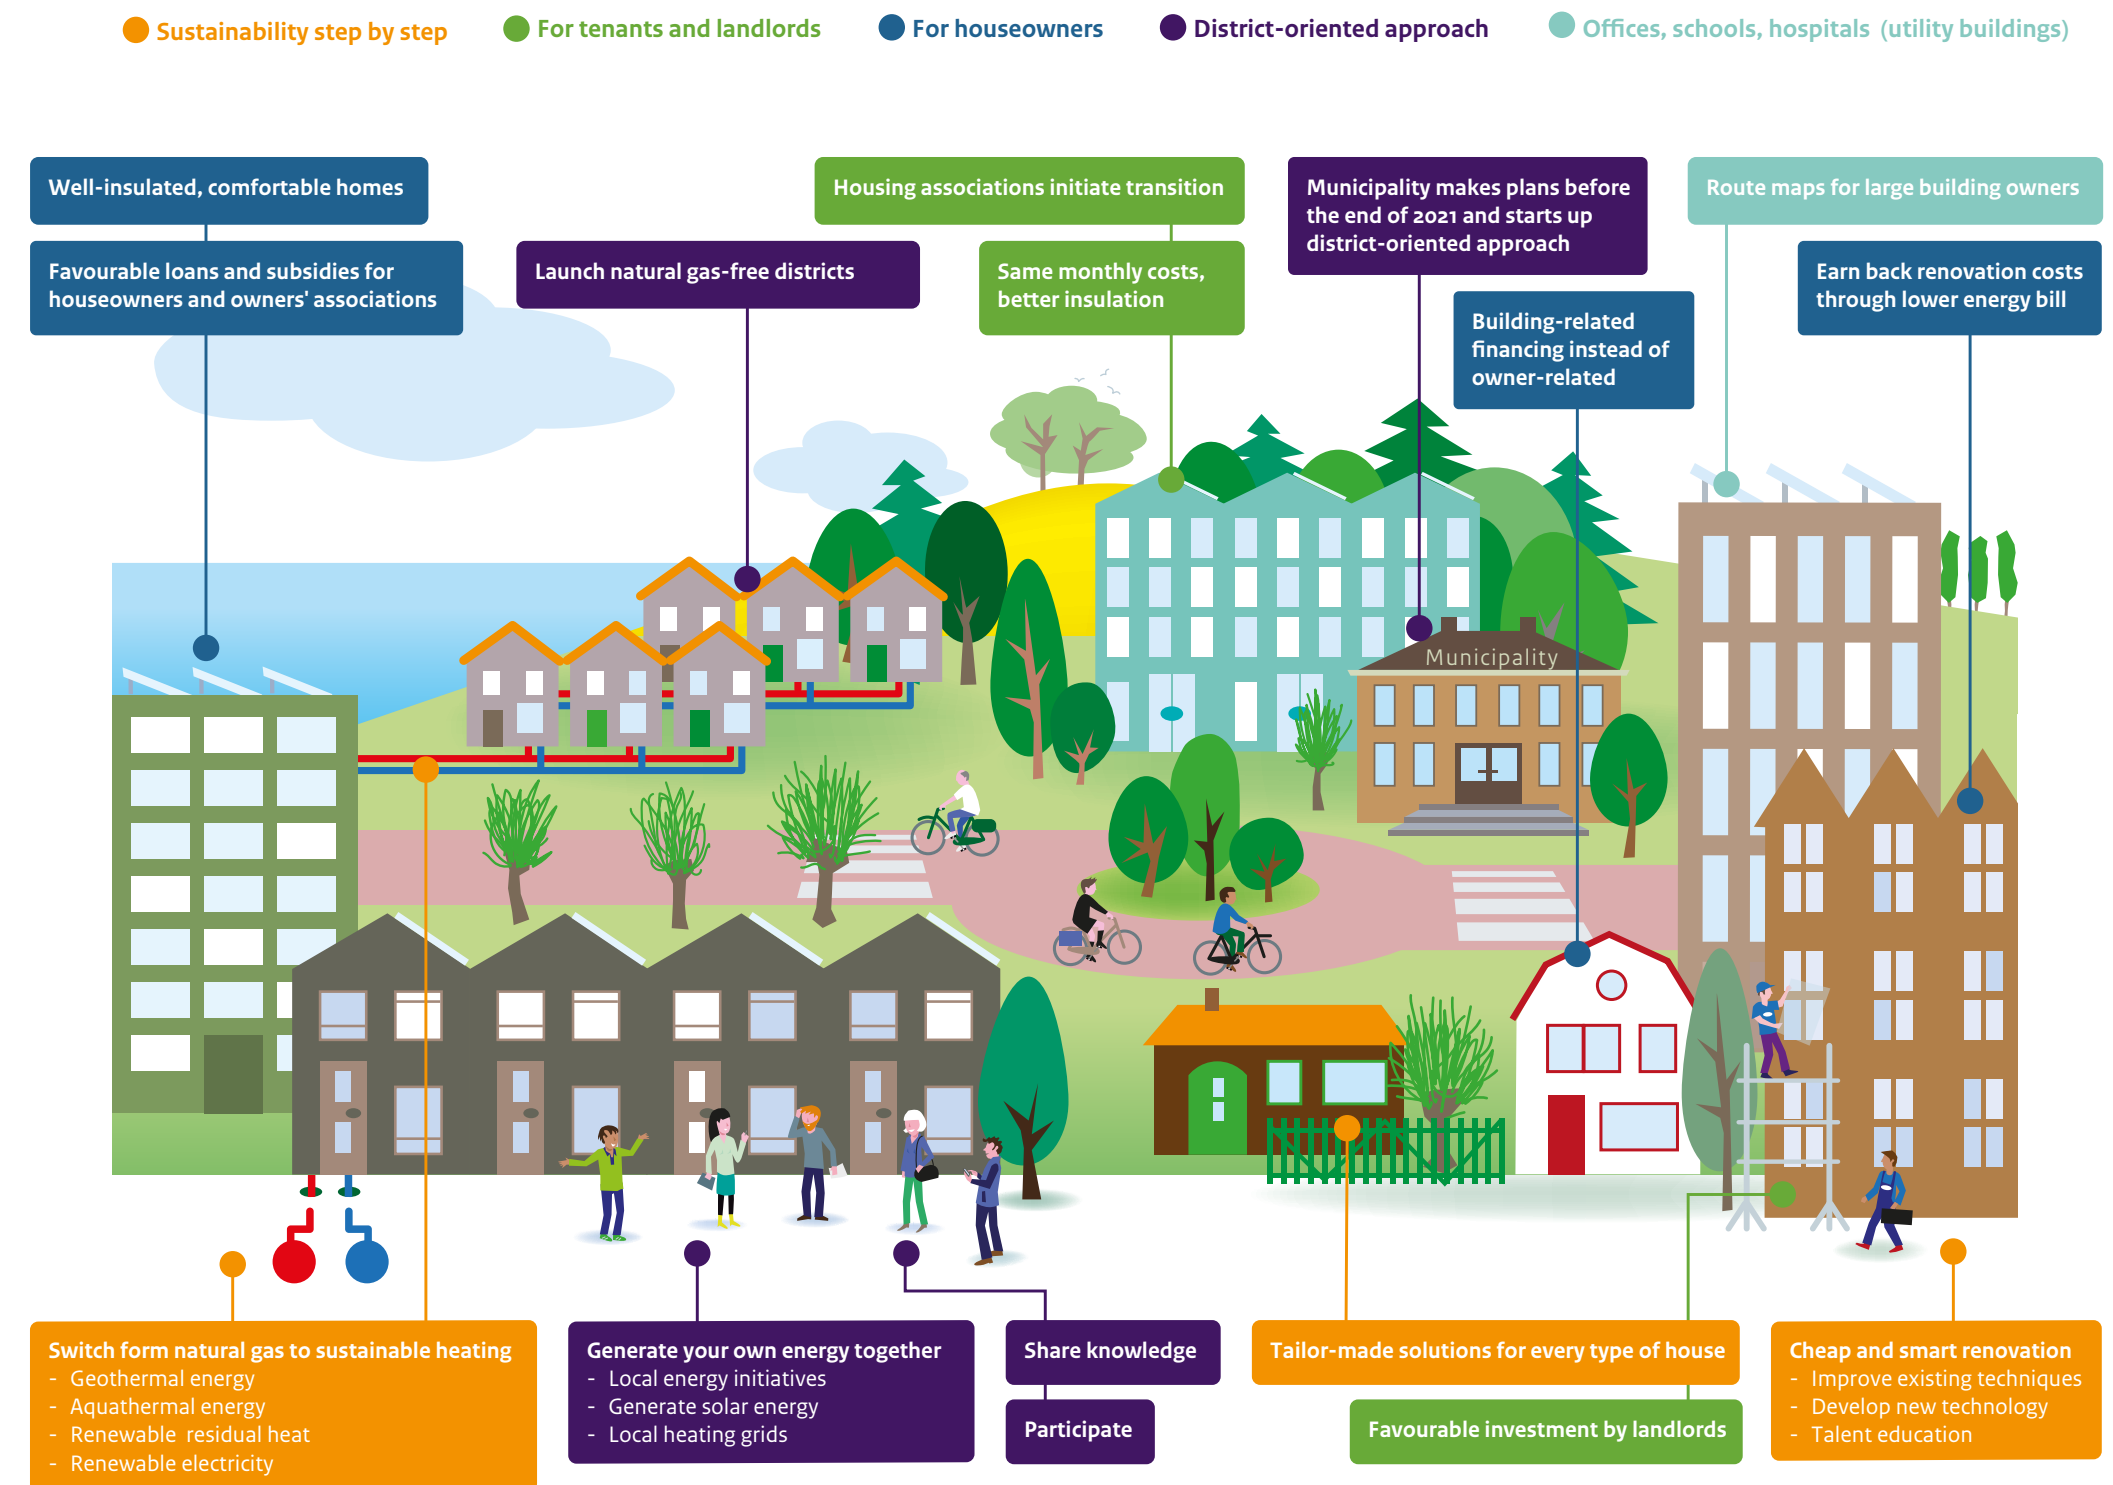 Sustainability step by step
For tenants and landlords
For houseowners
District-oriented approach
Offices, schools, hospitals (utility buildings)
Well-insulated, comfortable homes
Favourable loans and subsidies for
houseowners and owners' associations
Launch natural gas-free districts
Housing associations initiate transition
Same monthly costs,
better insulation
Municipality makes plans before
the end of 2021 and starts up
district-oriented approach
Building-related
financing instead of
owner-related
Route maps for large building owners
Earn back renovation costs
through lower energy bill
Municipality
Switch form natural gas to sustainable heating
- Geothermal energy
- Aquathermal energy
- Renewable residual heat
- Renewable electricity
Generate your own energy together
- Local energy initiatives
- Generate solar energy
- Local heating grids
Share knowledge
Participate
Tailor-made solutions for every type of house
Favourable investment by landlords
Cheap and smart renovation
- Improve existing techniques
- Develop new technology
- Talent education